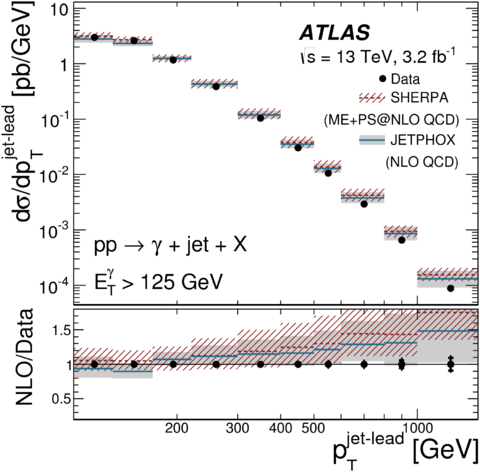 dσ/dp_T^jet-lead [pb/GeV]
10
1
10⁻¹
10⁻²
10⁻³
10⁻⁴
ATLAS
√s = 13 TeV, 3.2 fb⁻¹
Data
SHERPA
(ME+PS@NLO QCD)
JETPHOX
(NLO QCD)
pp → γ + jet + X
E_T^γ > 125 GeV
NLO/Data
1.5
1.0
0.5
200 300 400 500 1000
p_T^jet-lead [GeV]